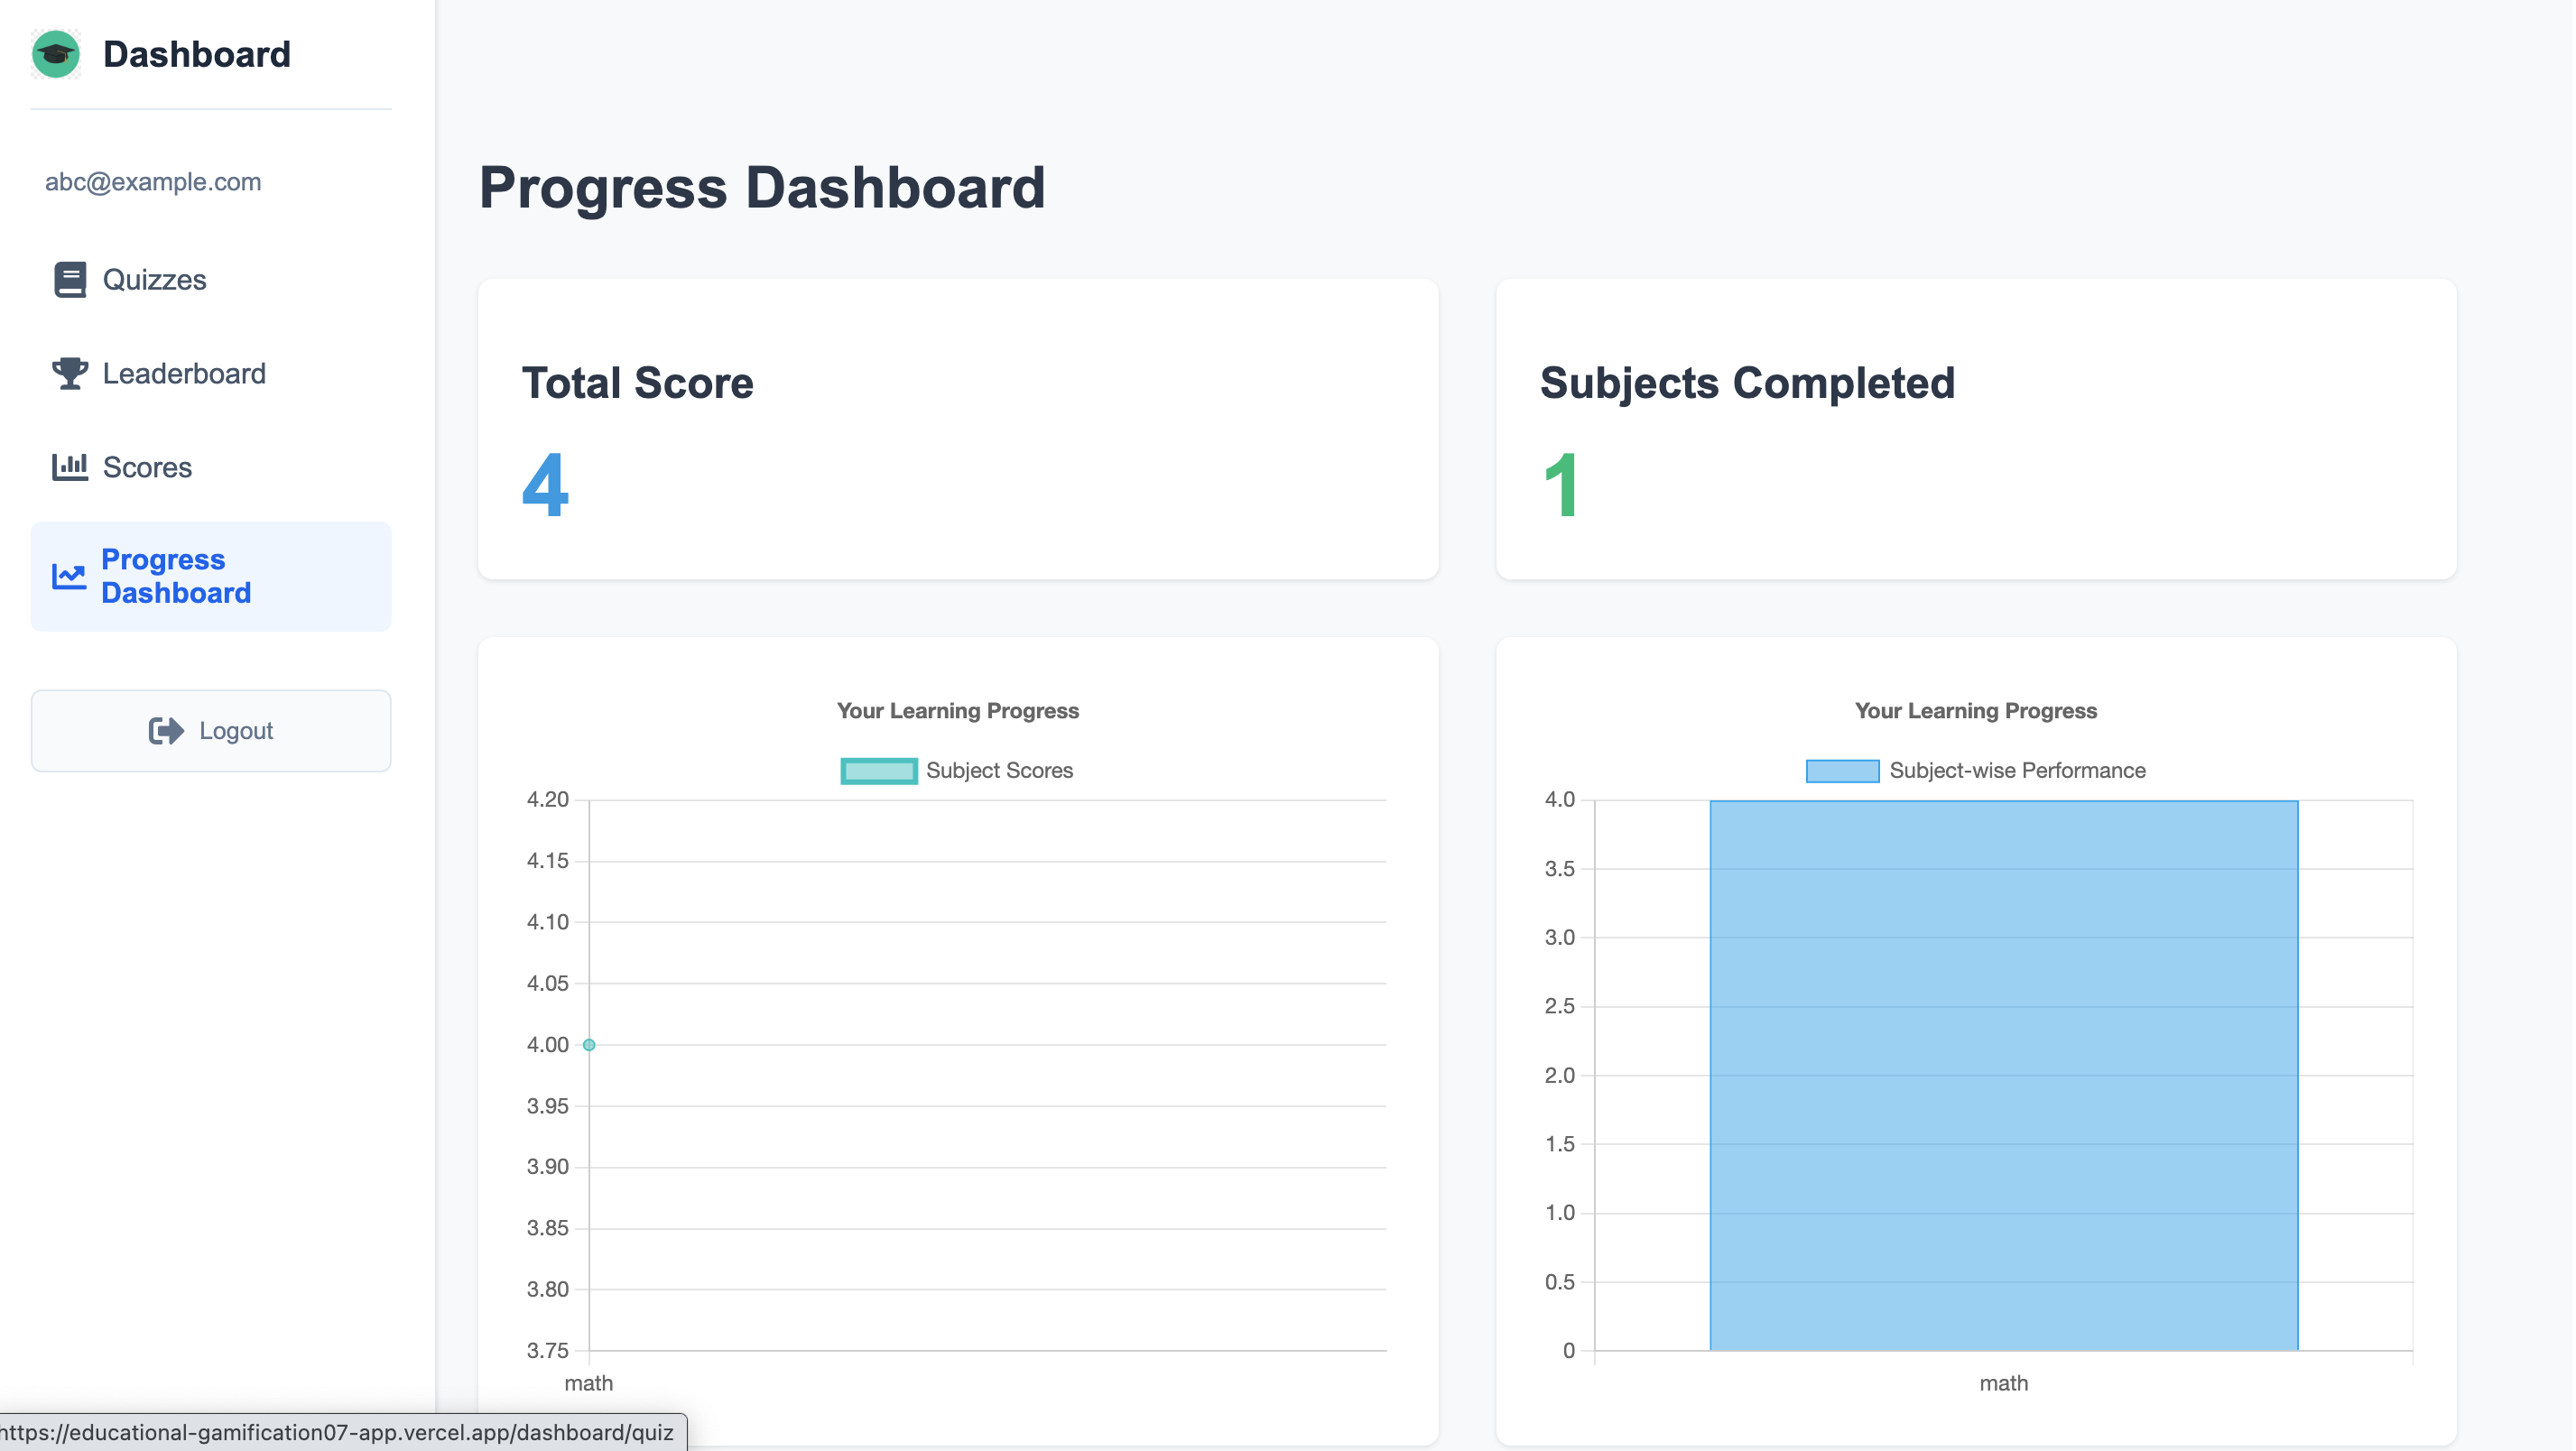 Dashboard
abc@example.com
Quizzes
Leaderboard
Scores
Progress
Dashboard
Logout
Progress Dashboard
Total Score
4
Subjects Completed
1
Your Learning Progress
Subject Scores
4.20
4.15
4.10
4.05
4.00
3.95
3.90
3.85
3.80
3.75
math
Your Learning Progress
Subject-wise Performance
4.0
3.5
3.0
2.5
2.0
1.5
1.0
0.5
0
math
https://educational-gamification07-app.vercel.app/dashboard/quiz